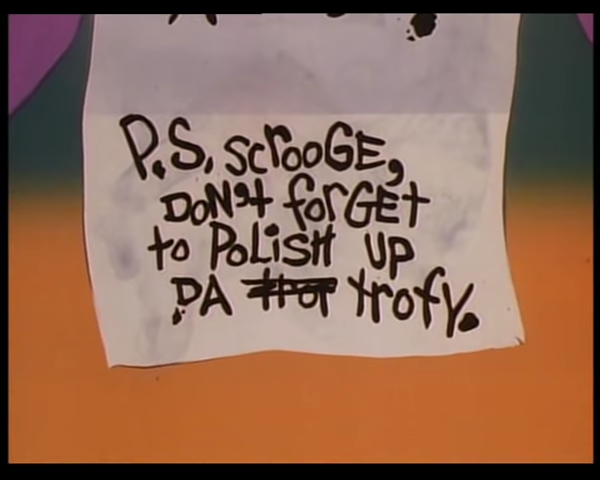 P.S. scrooGE,
DON't forGEt
to PoLiSH UP
DA trofy.